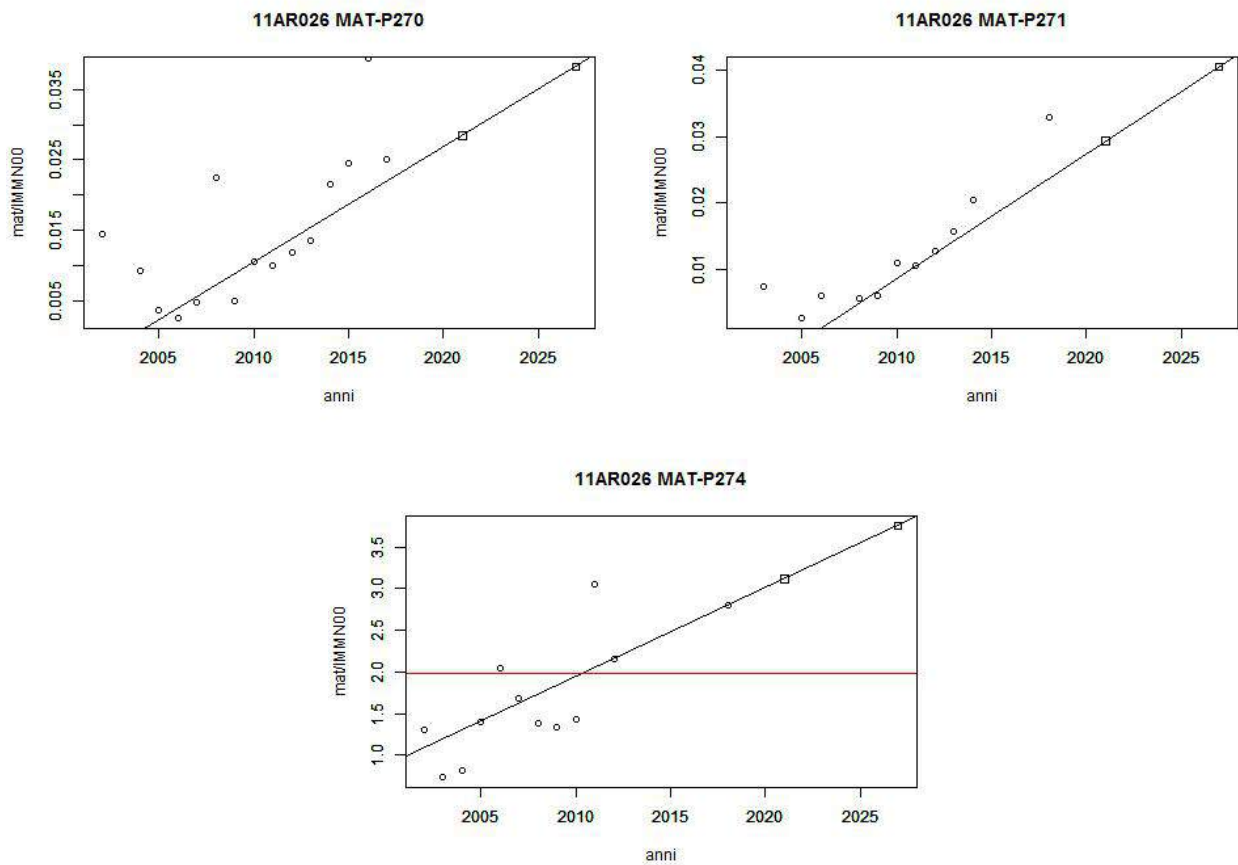 11AR026 MAT-P270
mat/IMMN00
0.035
0.025
0.015
0.005
2005 2010 2015 2020 2025
anni
11AR026 MAT-P271
mat/IMMN00
0.04
0.03
0.02
0.01
2005 2010 2015 2020 2025
anni
11AR026 MAT-P274
mat/IMMN00
3.5
3.0
2.5
2.0
1.5
1.0
2005 2010 2015 2020 2025
anni